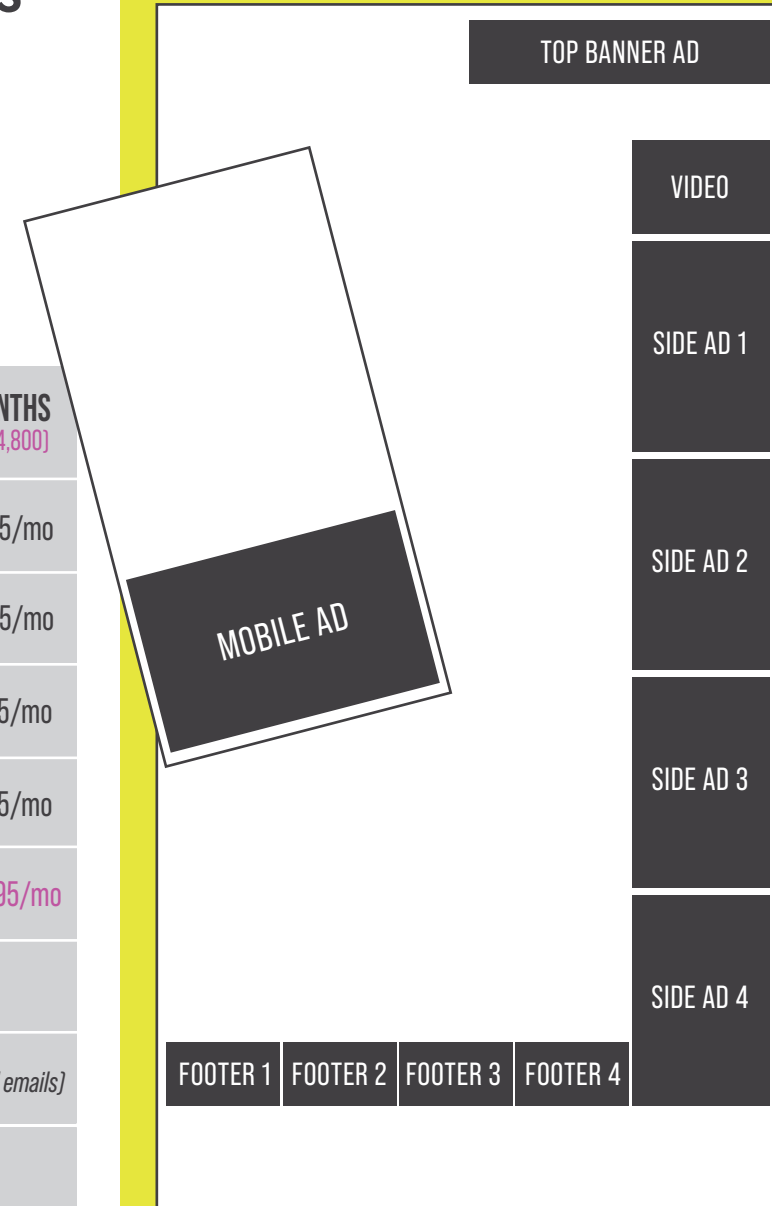 S
NTHS
4,800)
5/mo
5/mo
5/mo
5/mo
95/mo
emails)
TOP BANNER AD
VIDEO
SIDE AD 1
SIDE AD 2
SIDE AD 3
SIDE AD 4
MOBILE AD
FOOTER 1
FOOTER 2
FOOTER 3
FOOTER 4